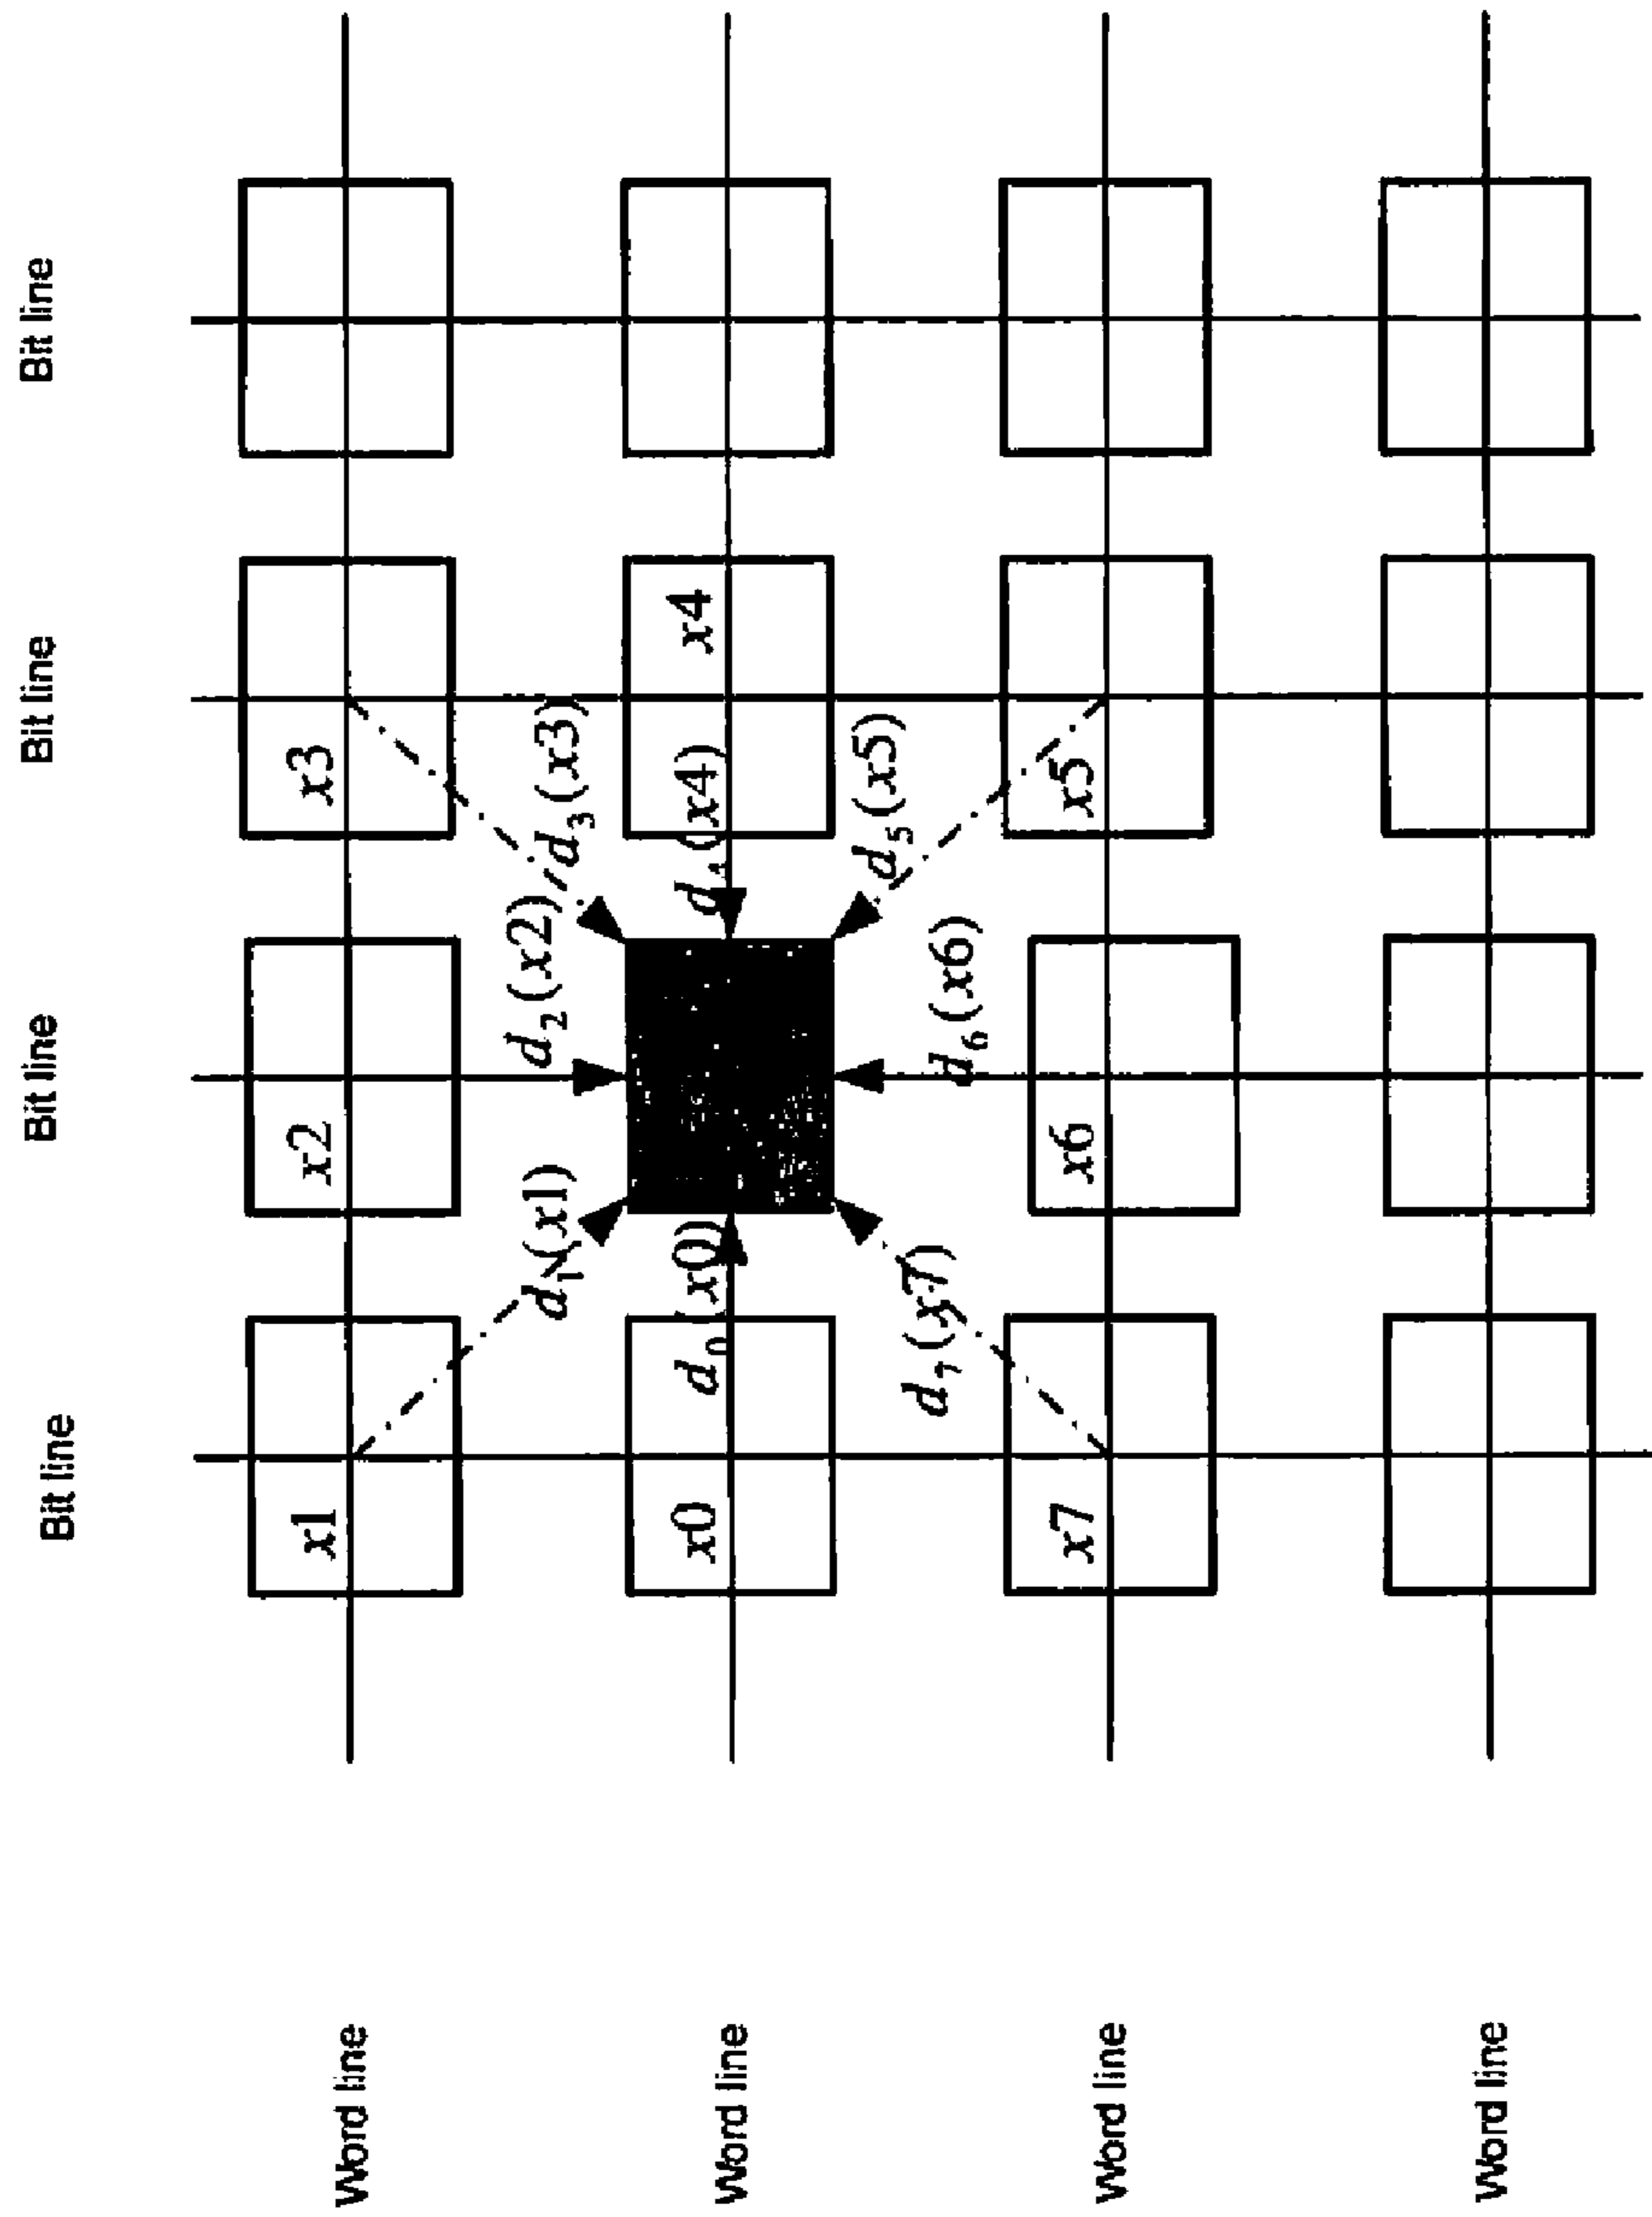 Bit line
Bit line
Bit line
Bit line
Word line
x1
x2
x3
d₁(x1)
d₂(x2)
d₃(x3)
Word line
x0
d₀(x0)
d₄(x4)
x4
d₇(x7)
d₆(x6)
d₅(x5)
Word line
x7
x6
x5
Word line